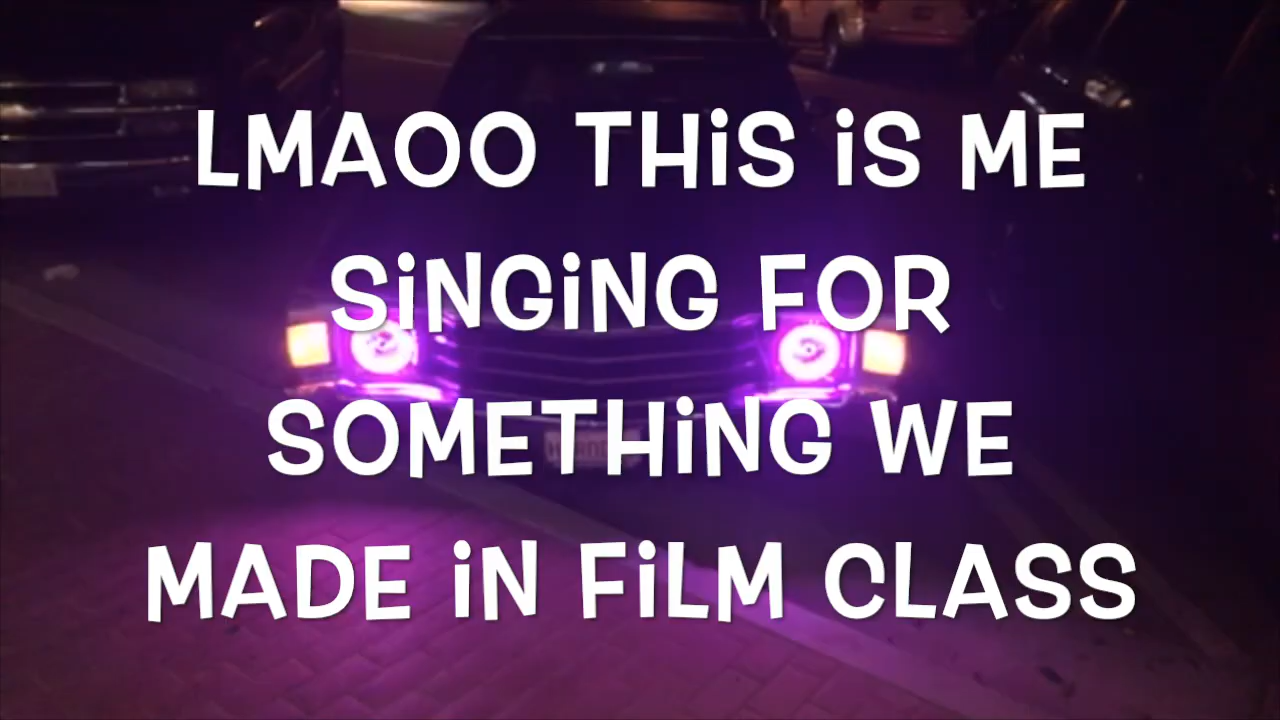 LMAOO THiS iS ME
SiNGiNG FOR
SOMETHiNG WE
MADE iN FiLM CLASS